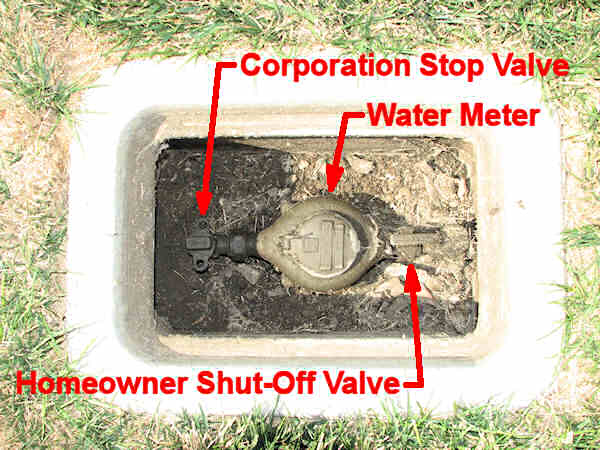 Corporation Stop Valve
Water Meter
Homeowner Shut-Off Valve